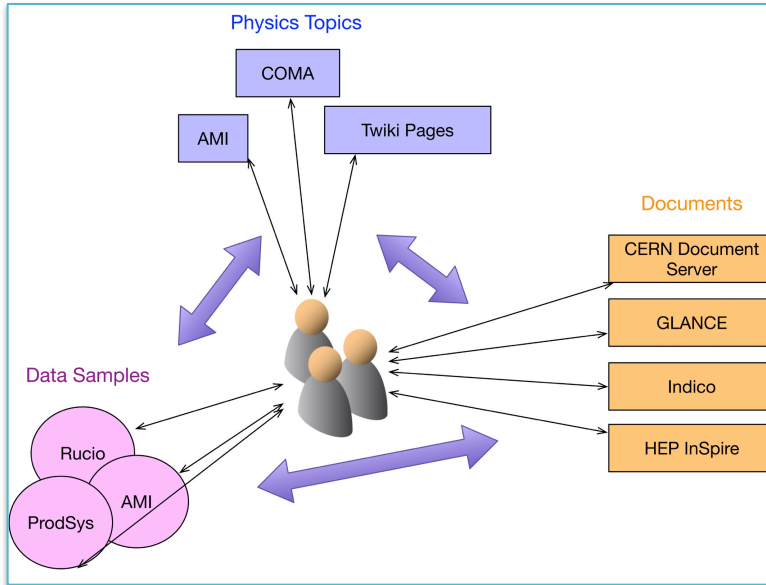 Physics Topics
COMA
AMI
Twiki Pages
Documents
CERN Document
Server
GLANCE
Indico
HEP InSpire
Data Samples
Rucio
AMI
ProdSys